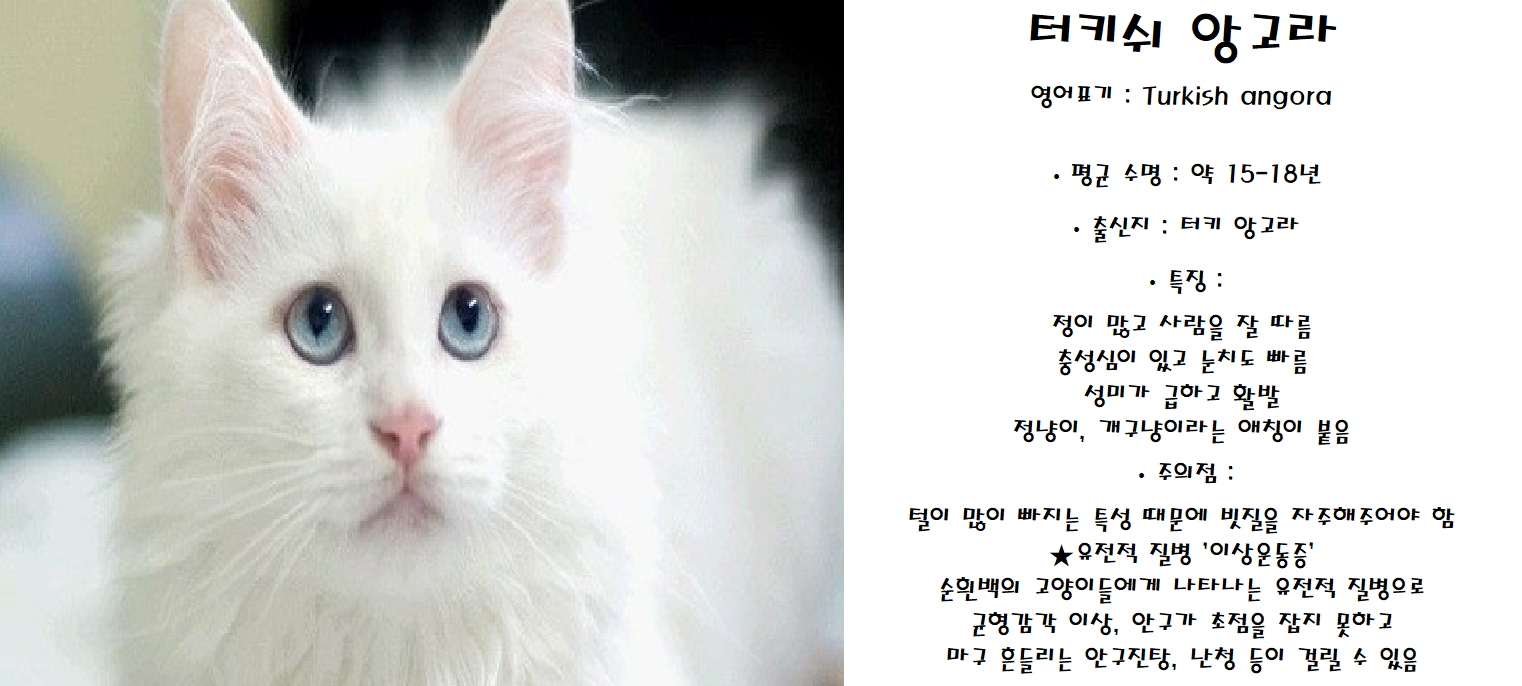 터키쉬 앙고라
영어표기 : Turkish angora
• 평균 수명 : 약 15-18년
• 출신지 : 터키 앙고라
• 특징 :
정이 많고 사람을 잘 따름
충성심이 있고 눈치도 빠름
성미가 급하고 활발
정냥이, 개구냥이라는 애칭이 붙음
• 주의점 :
털이 많이 빠지는 특성 때문에 빗질을 자주해주어야 함
★유전적 질병 '이상운동증'
순흰백의 고양이들에게 나타나는 유전적 질병으로
균형감각 이상, 안구가 초점을 잡지 못하고
마구 흔들리는 안구진탕, 난청 등이 걸릴 수 있음